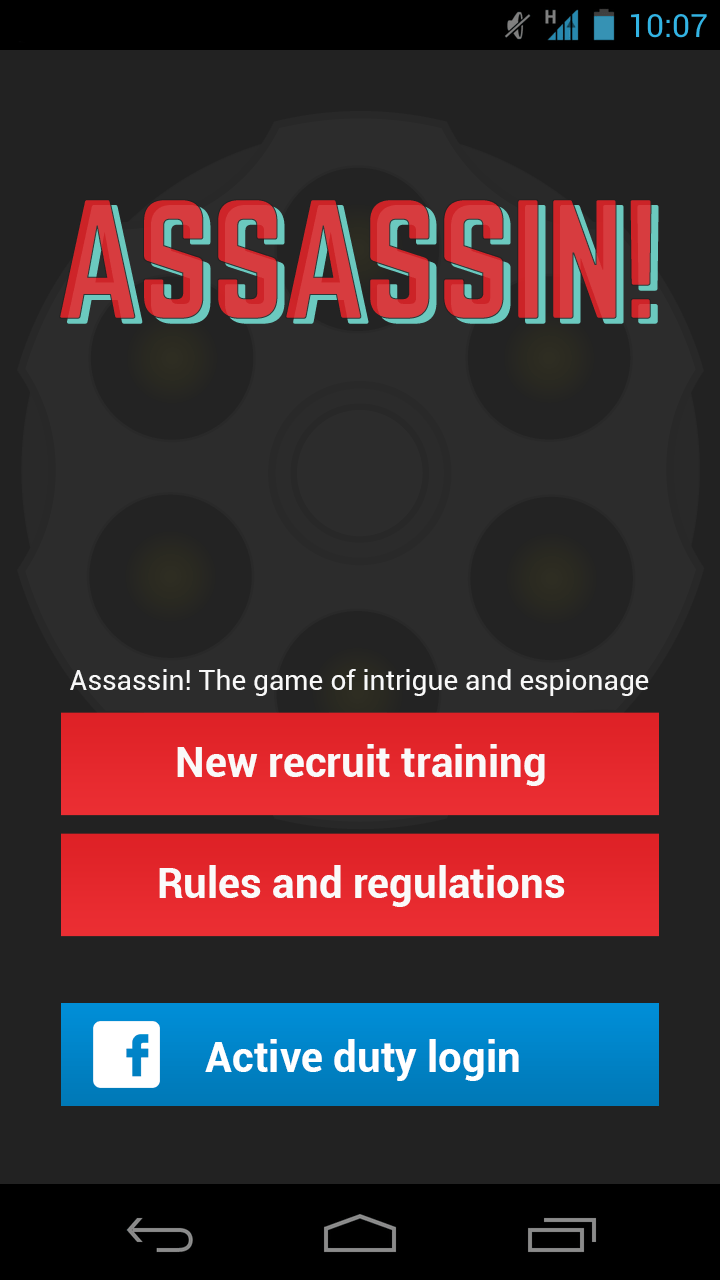 H 10:07
ASSASSIN!
Assassin! The game of intrigue and espionage
New recruit training
Rules and regulations
f Active duty login